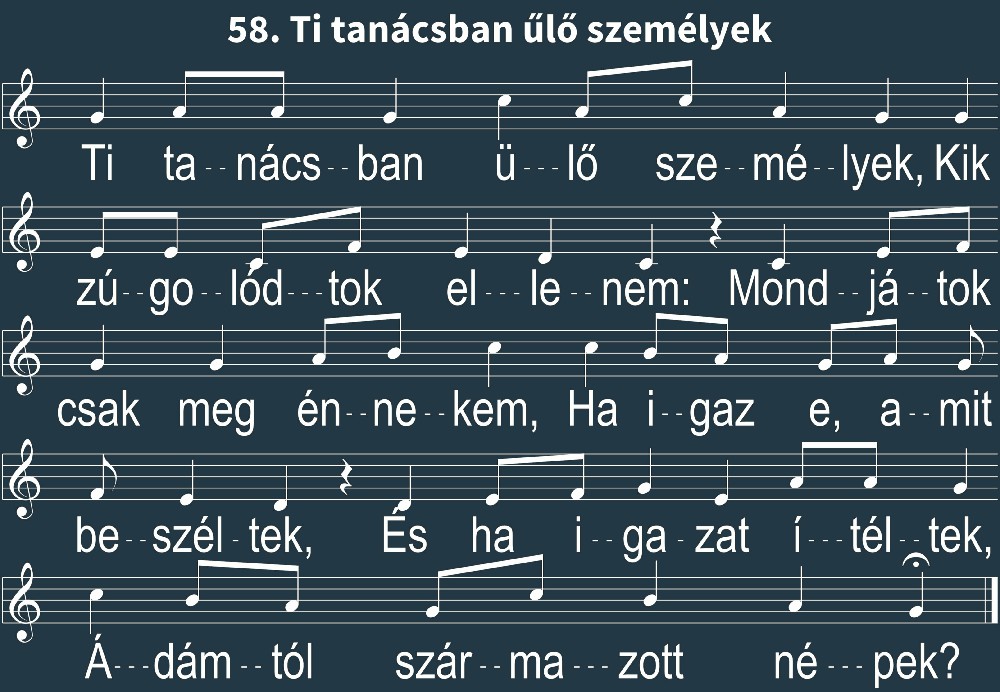 58. Ti tanácsban űlő személyek
Ti ta--nács--ban ü---lő sze--mé--lyek, Kik
zú--go--lód---tok el---le--nem: Mond--já--tok
csak meg én--ne--kem, Ha i--gaz e, a--mit
be--szél-tek, És ha i--ga-zat í---tél--tek,
Á---dám--tól szár--ma---zott né---pek?